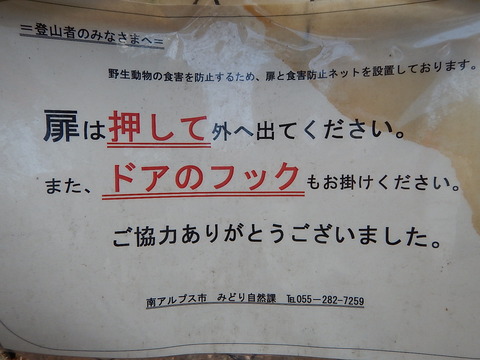 ＝登山者のみなさまへ＝
野生動物の食害を防止するため、扉と食害防止ネットを設置しております。
扉は押して外へ出てください。
また、ドアのフックもお掛けください。
ご協力ありがとうございました。
南アルプス市　みどり自然課　℡055－282-7259